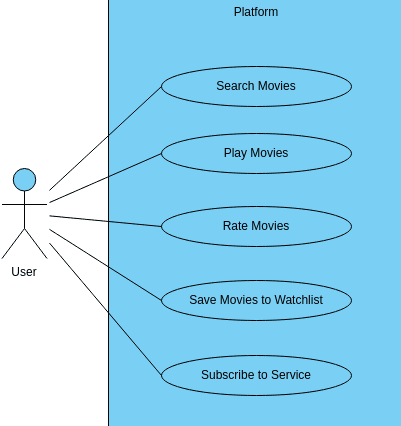 Platform
Search Movies
Play Movies
Rate Movies
User
Save Movies to Watchlist
Subscribe to Service